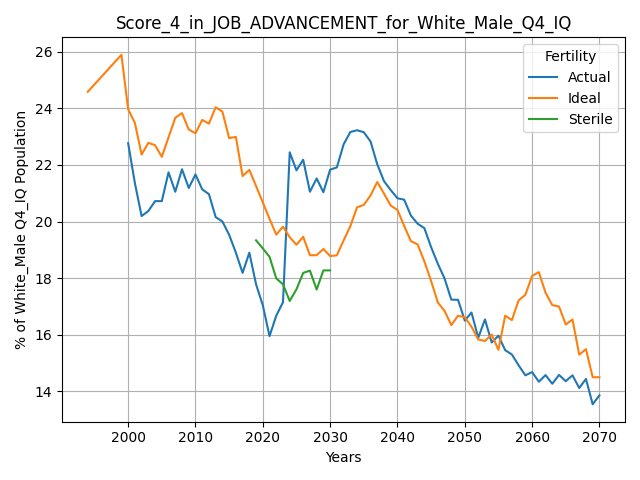 Score_4_in_JOB_ADVANCEMENT_for_White_Male_Q4_IQ
% of White_Male Q4_IQ Population
26
24
22
20
18
16
14
Fertility
Actual
Ideal
Sterile
2000 2010 2020 2030 2040 2050 2060 2070
Years